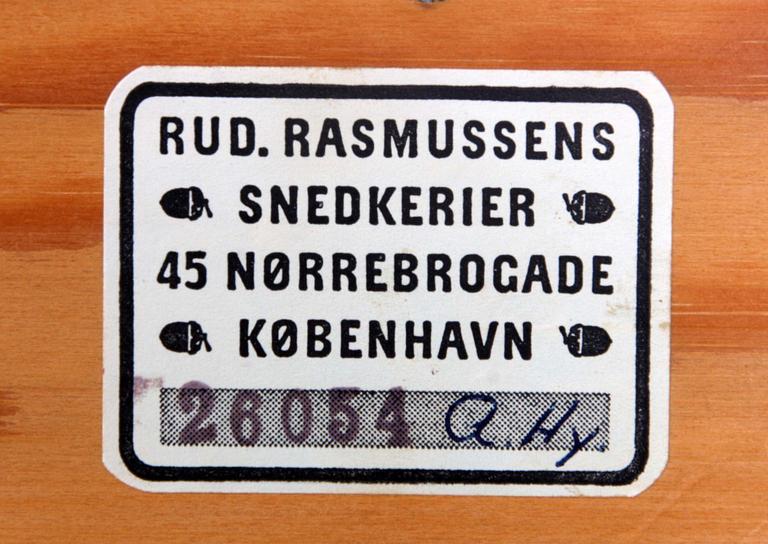 RUD. RASMUSSENS
SNEDKERIER
45 NØRREBROGADE
KØBENHAVN
26054 A. Hy.